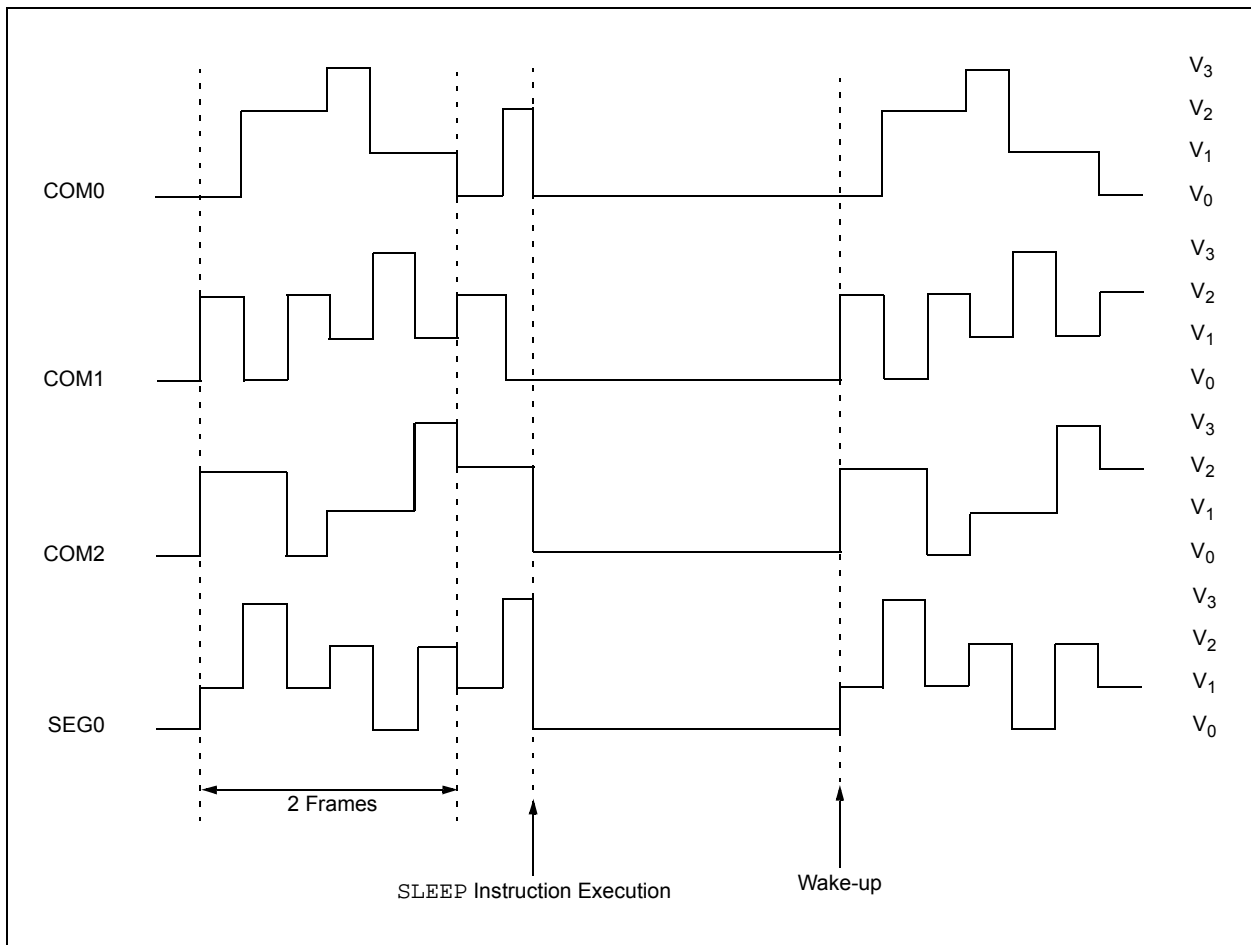 V3
V2
V1
COM0 V0
V3
V2
V1
COM1 V0
V3
V2
V1
COM2 V0
V3
V2
V1
SEG0 V0
2 Frames
SLEEP Instruction Execution
Wake-up